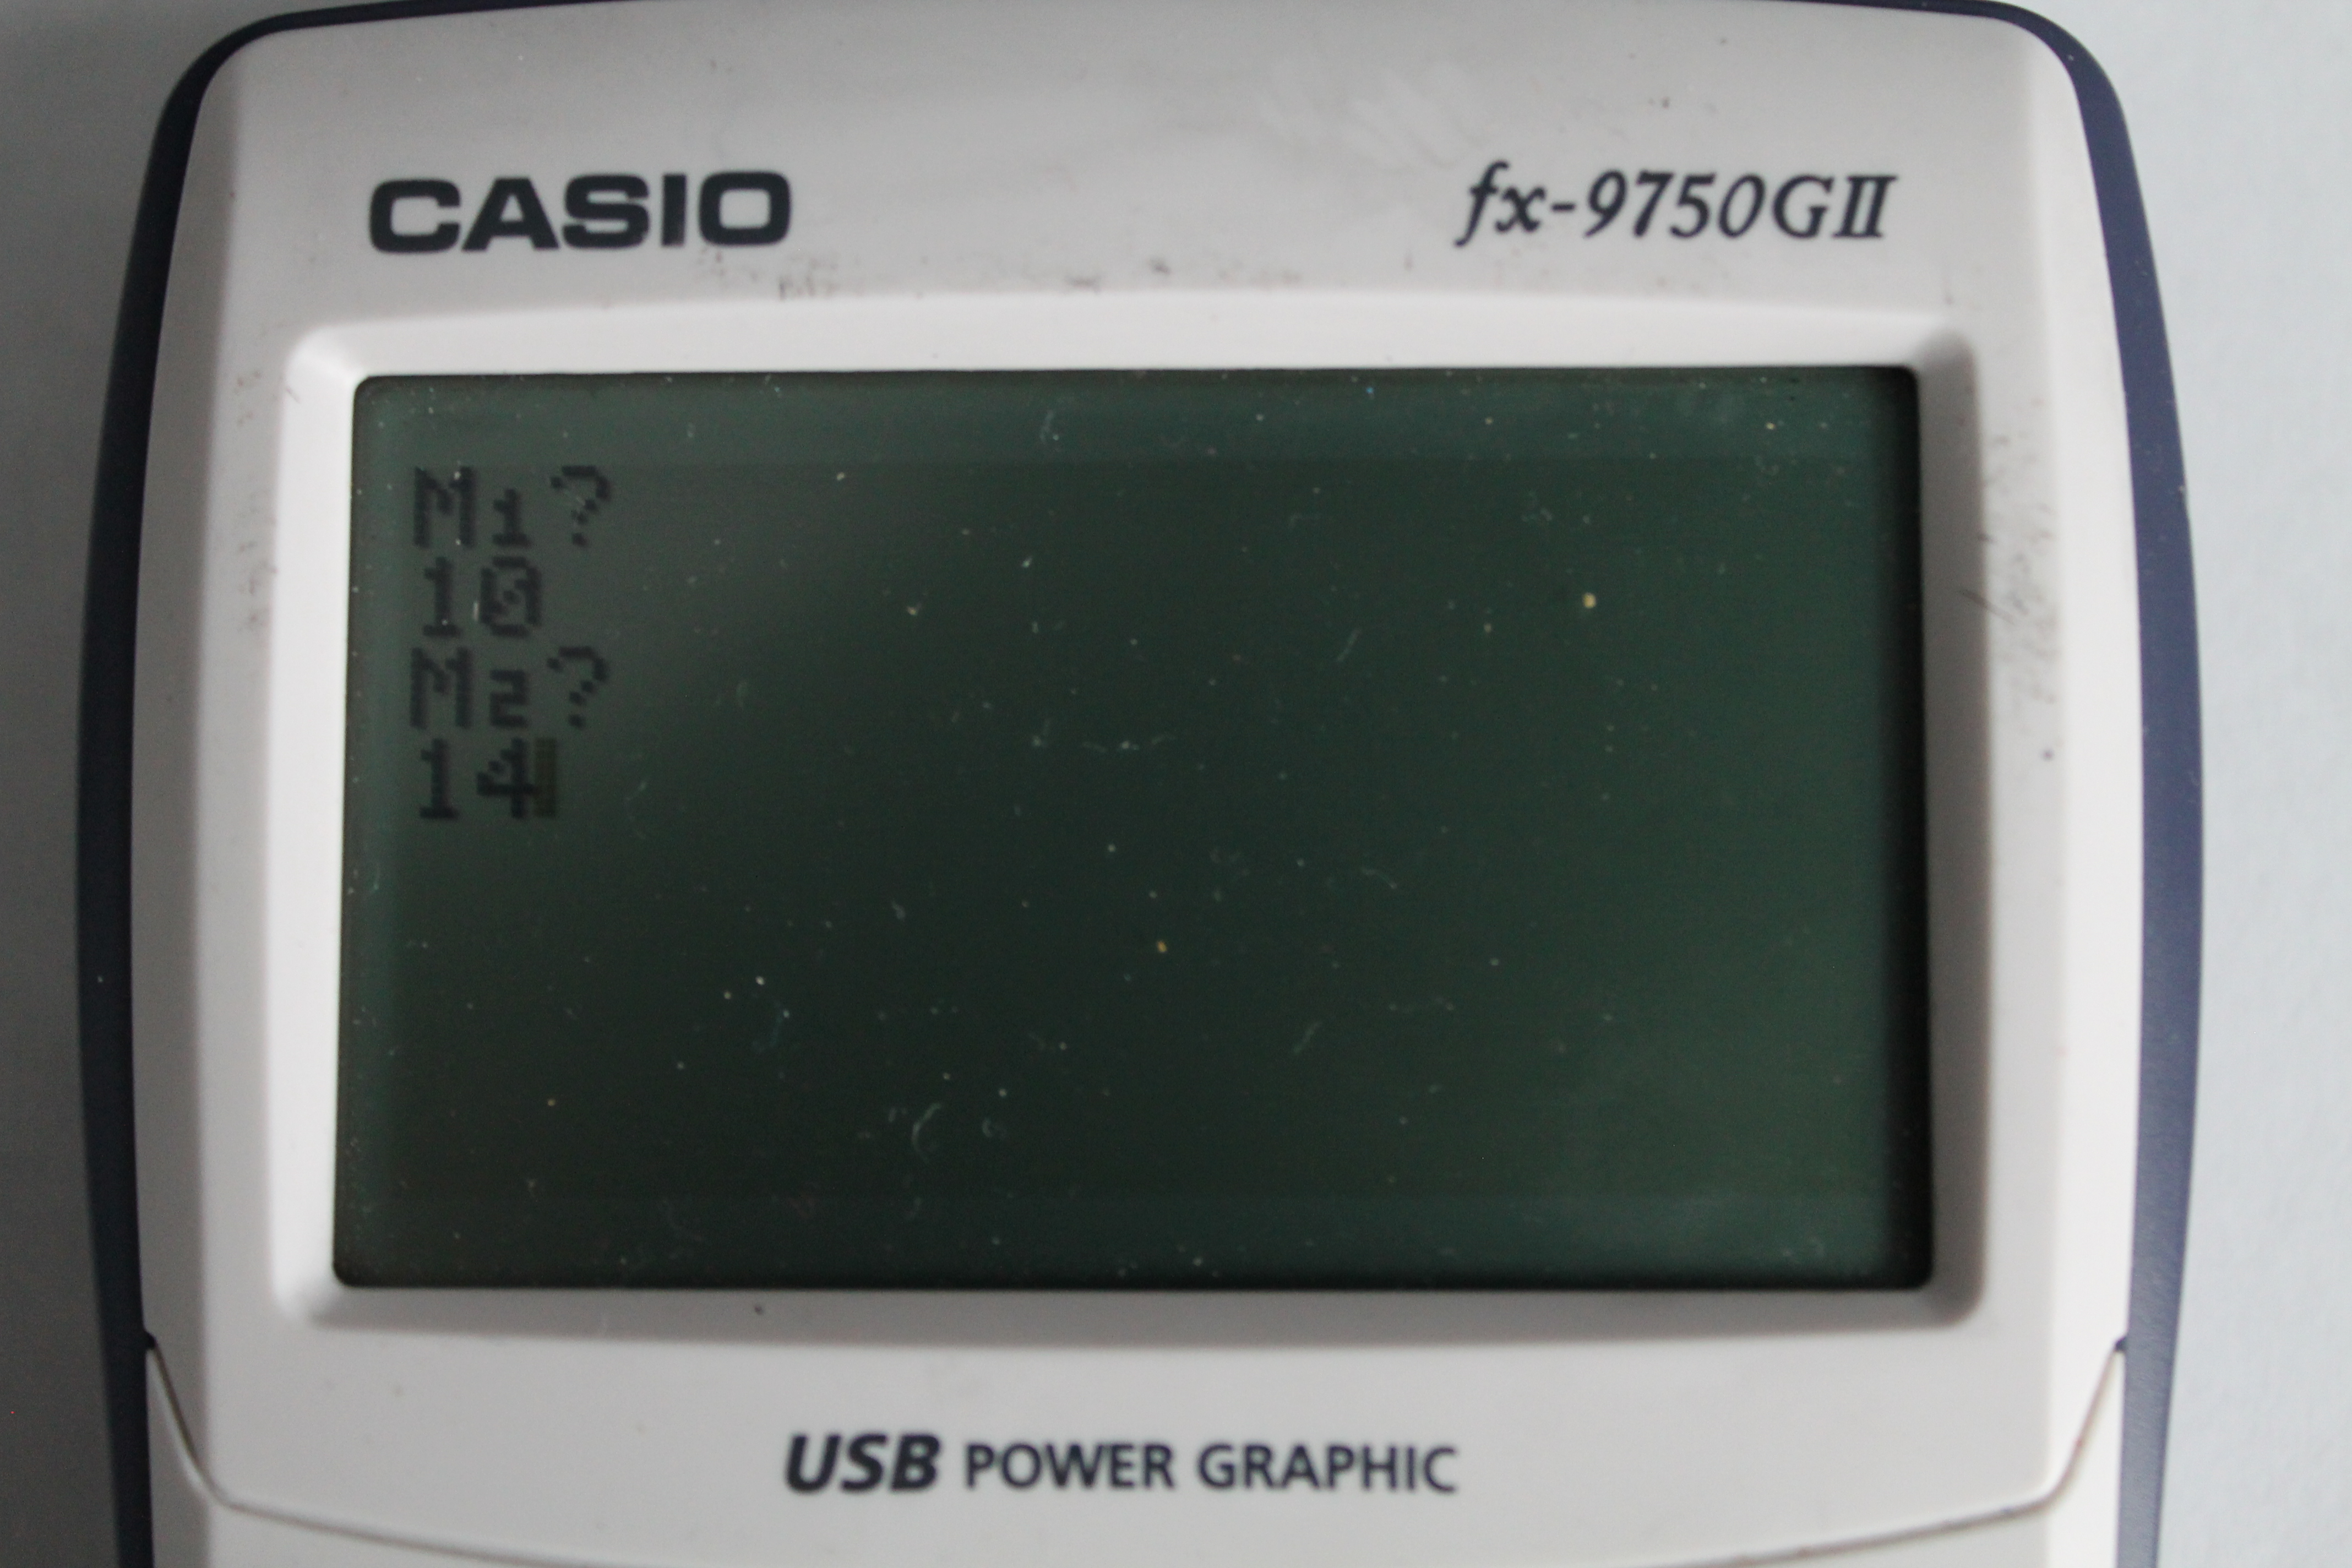 CASIO fx-9750GII
M₁?
10
M₂?
14
USB POWER GRAPHIC